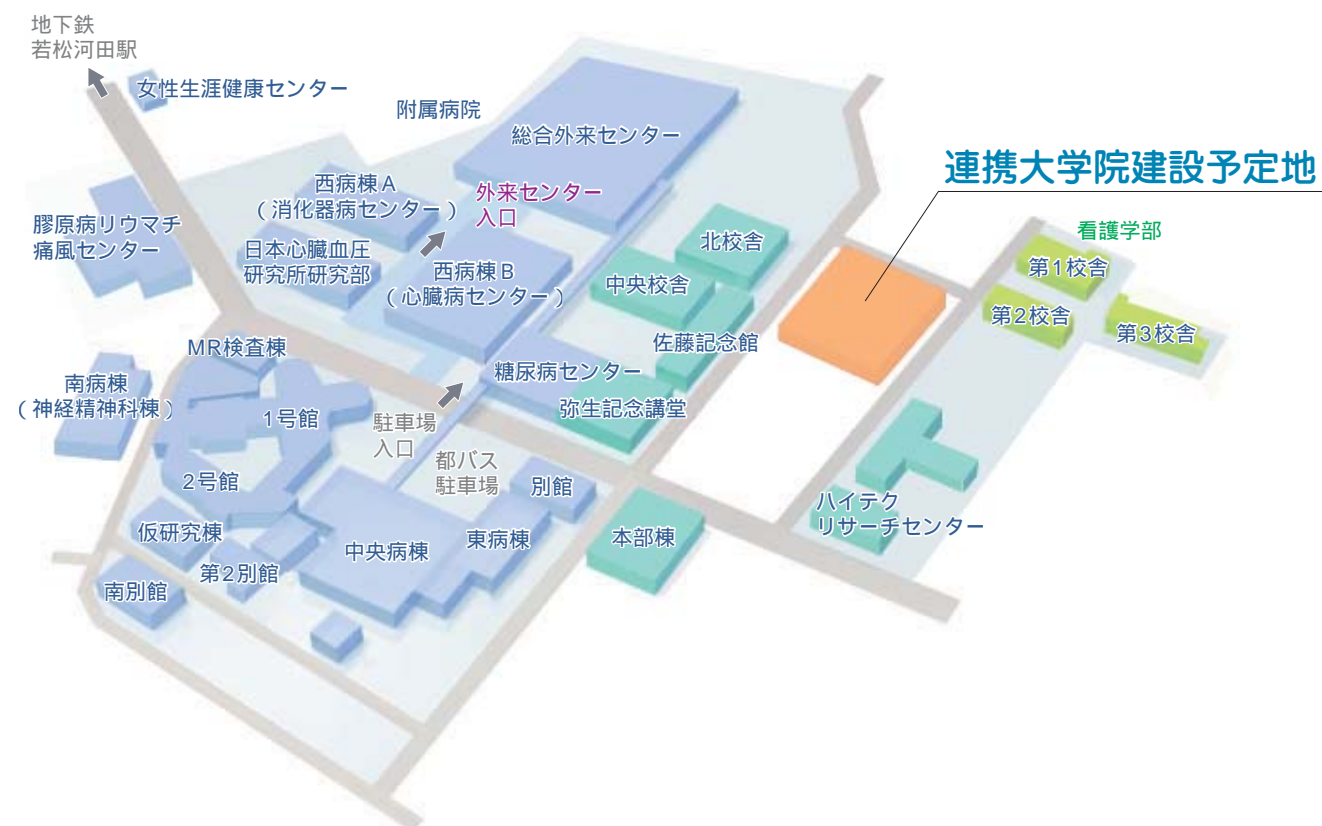 地下鉄
若松河田駅
女性生涯健康センター
附属病院
総合外来センター
連携大学院建設予定地
西病棟A
(消化器病センター)
外来センター
入口
膠原病リウマチ
痛風センター
日本心臓血圧
研究所研究部
西病棟B
(心臓病センター)
北校舎
中央校舎
佐藤記念館
看護学部
第1校舎
第2校舎
第3校舎
MR検査棟
南病棟
(神経精神科棟)
1号館
糖尿病センター
弥生記念講堂
駐車場
入口
都バス
駐車場
2号館
別館
仮研究棟
中央病棟
東病棟
本部棟
ハイテク
リサーチセンター
第2別館
南別館